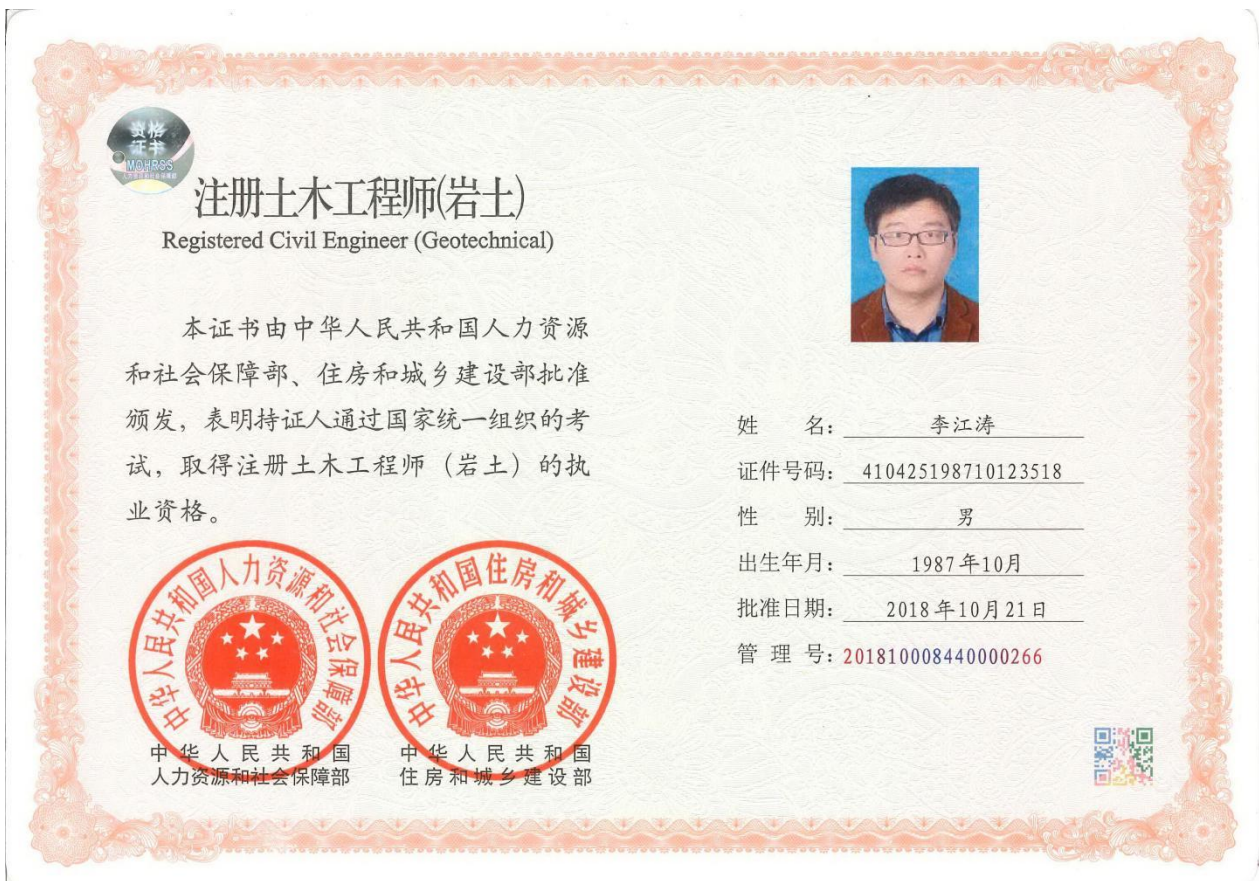 资格
证书
MOHRSS
注册土木工程师(岩土)
Registered Civil Engineer (Geotechnical)
本证书由中华人民共和国人力资源
和社会保障部、住房和城乡建设部批准
颁发，表明持证人通过国家统一组织的考
试，取得注册土木工程师（岩土）的执
业资格。
中华人民共和国人力资源和社会保障部
中华人民共和国住房和城乡建设部
中华人民共和国
人力资源和社会保障部
中华人民共和国
住房和城乡建设部
姓 名：李江涛
证件号码：410425198710123518
性 别：男
出生年月：1987年10月
批准日期：2018年10月21日
管 理 号：201810008440000266